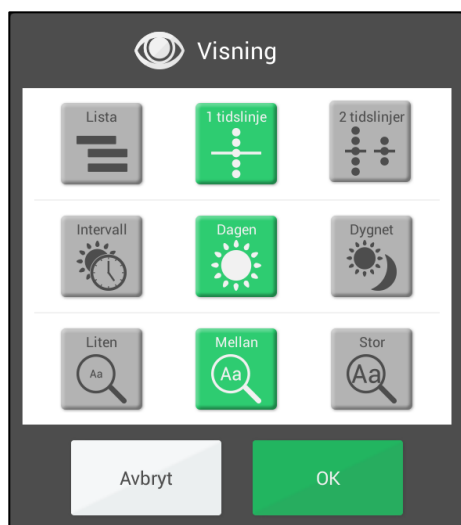 Visning
Lista
1 tidslinje
2 tidslinjer
Intervall
Dagen
Dygnet
Liten
Aa
Mellan
Aa
Stor
Aa
Avbryt
OK